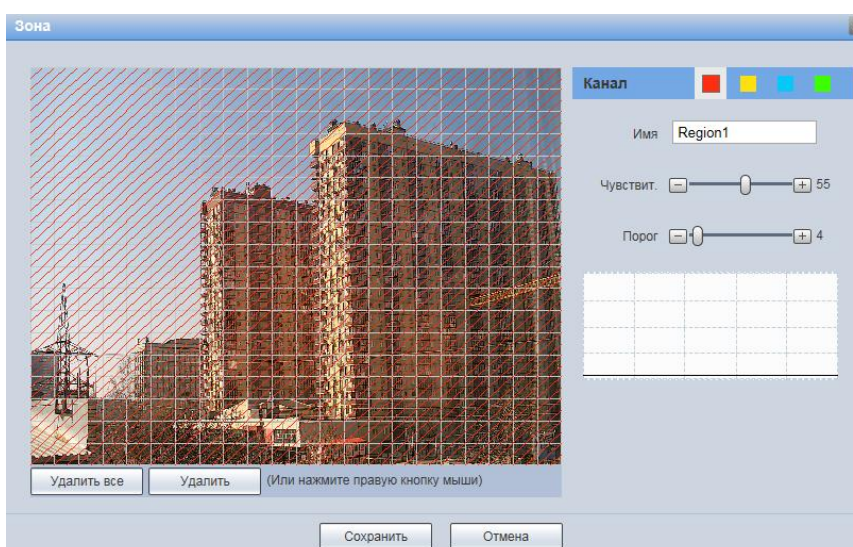 Зона
Канал
Имя Region1
Чувствит. 55
Порог 4
Удалить все Удалить (Или нажмите правую кнопку мыши)
Сохранить Отмена